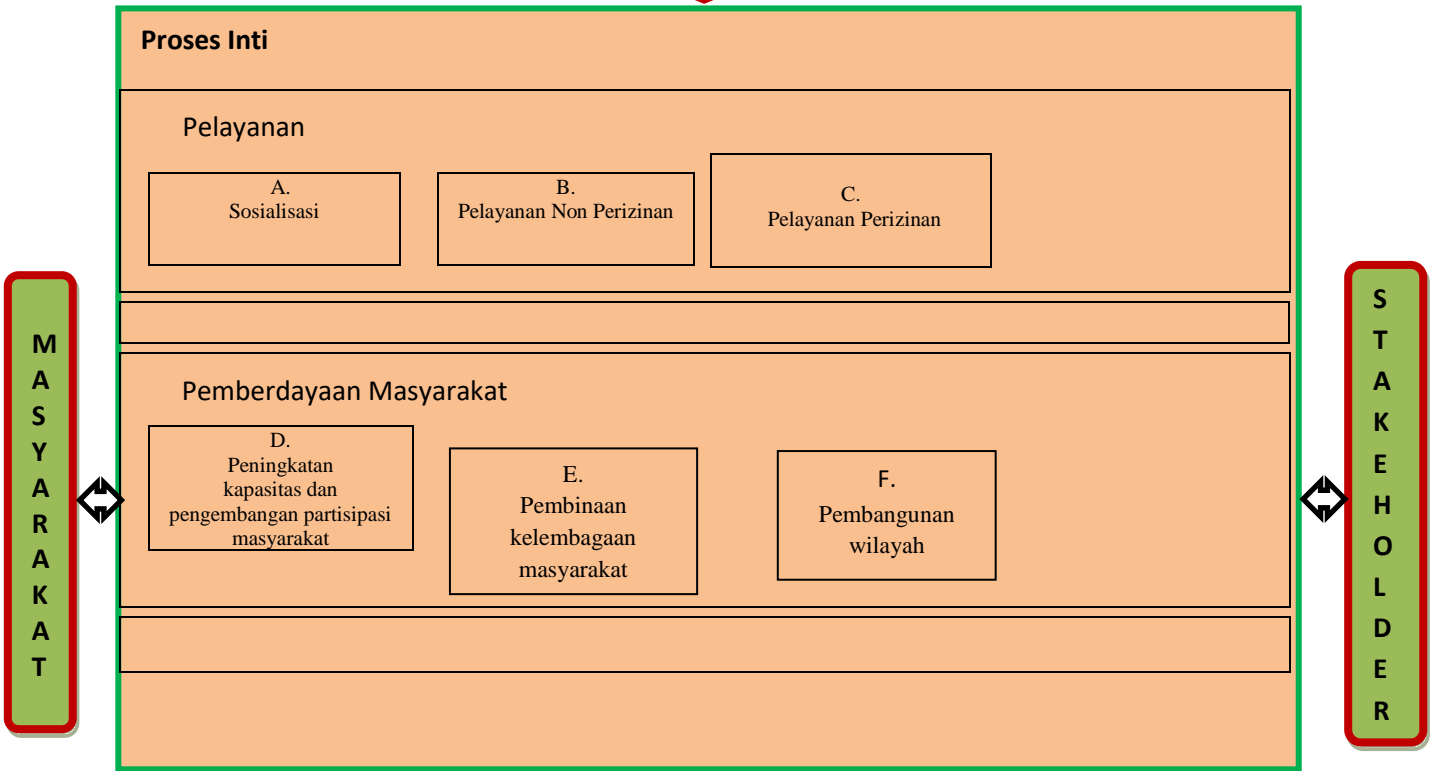 Proses Inti
Pelayanan
A.
Sosialisasi
B.
Pelayanan Non Perizinan
C.
Pelayanan Perizinan
Pemberdayaan Masyarakat
D.
Peningkatan
kapasitas dan
pengembangan partisipasi
masyarakat
E.
Pembinaan
kelembagaan
masyarakat
F.
Pembangunan
wilayah
M
A
S
Y
A
R
A
K
A
T
S
T
A
K
E
H
O
L
D
E
R